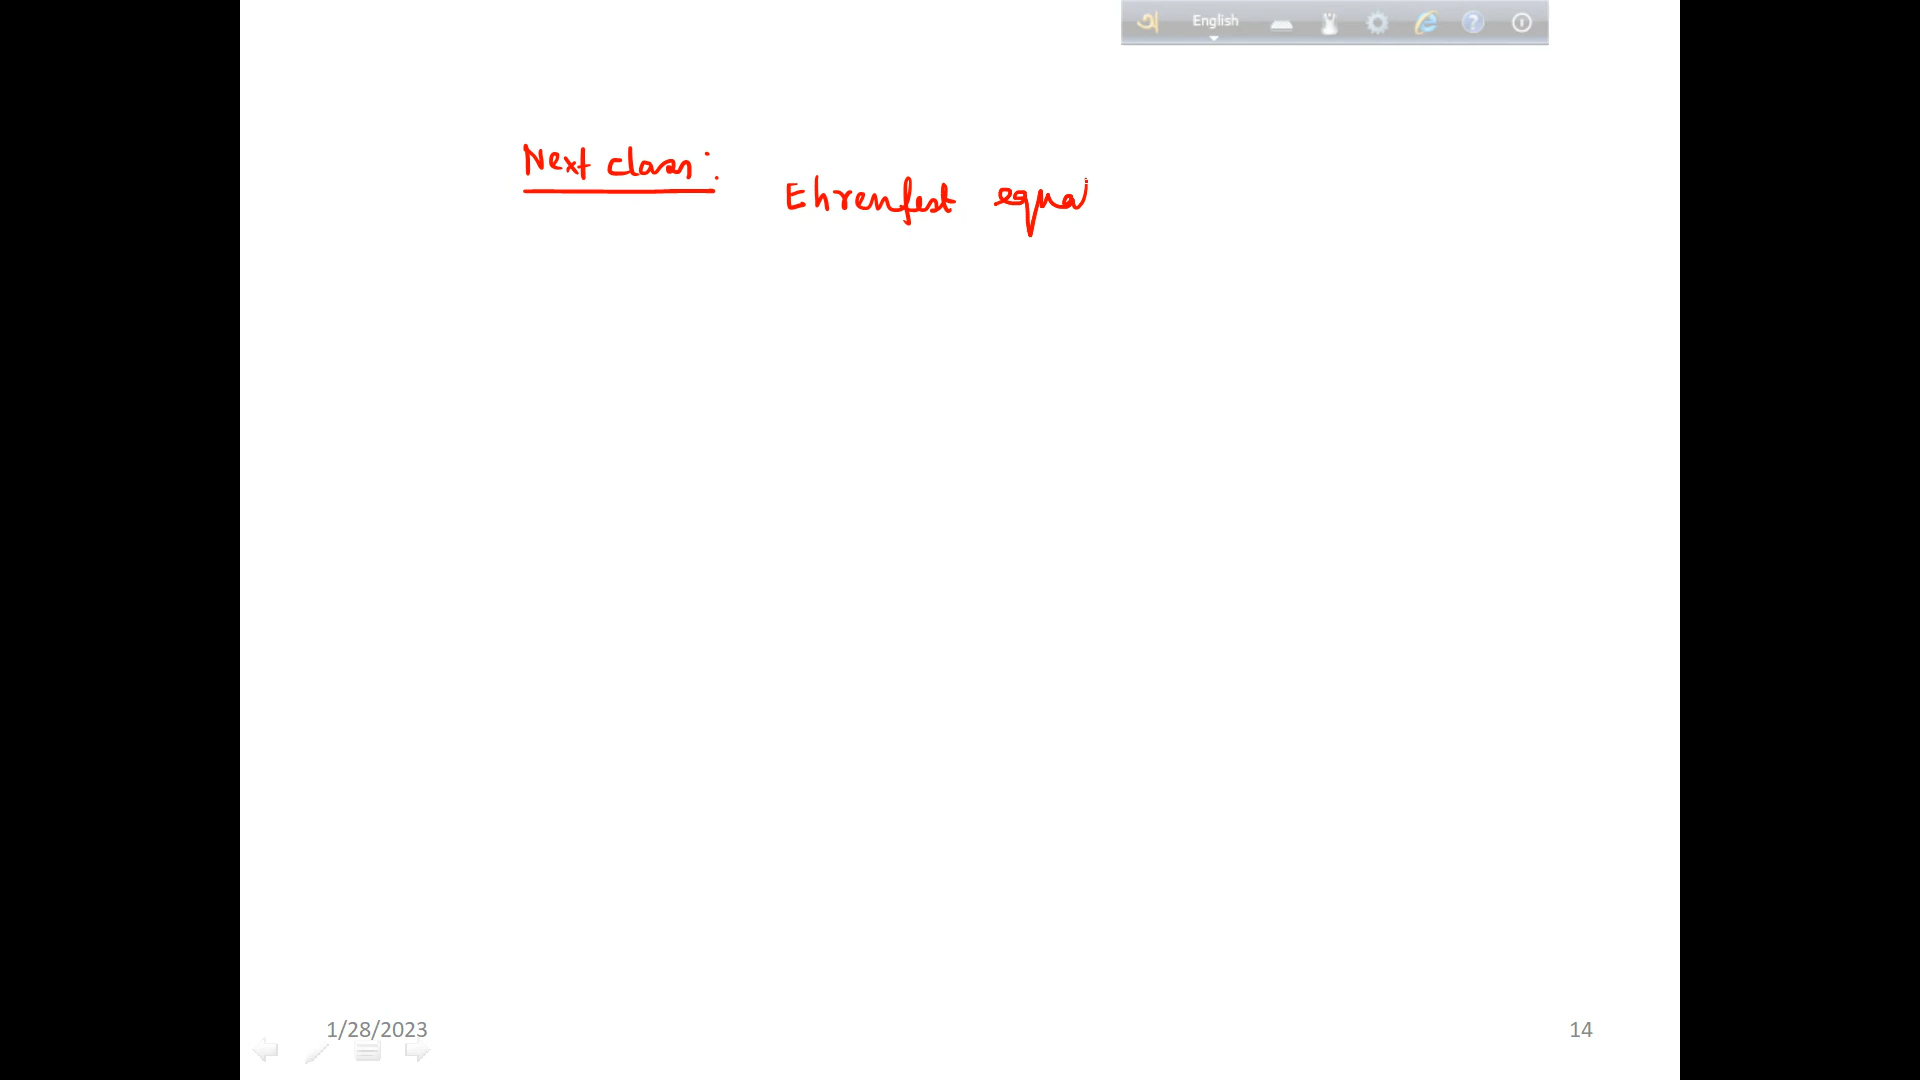 অ English
Next class:
Ehrenfest equa
1/28/2023
14